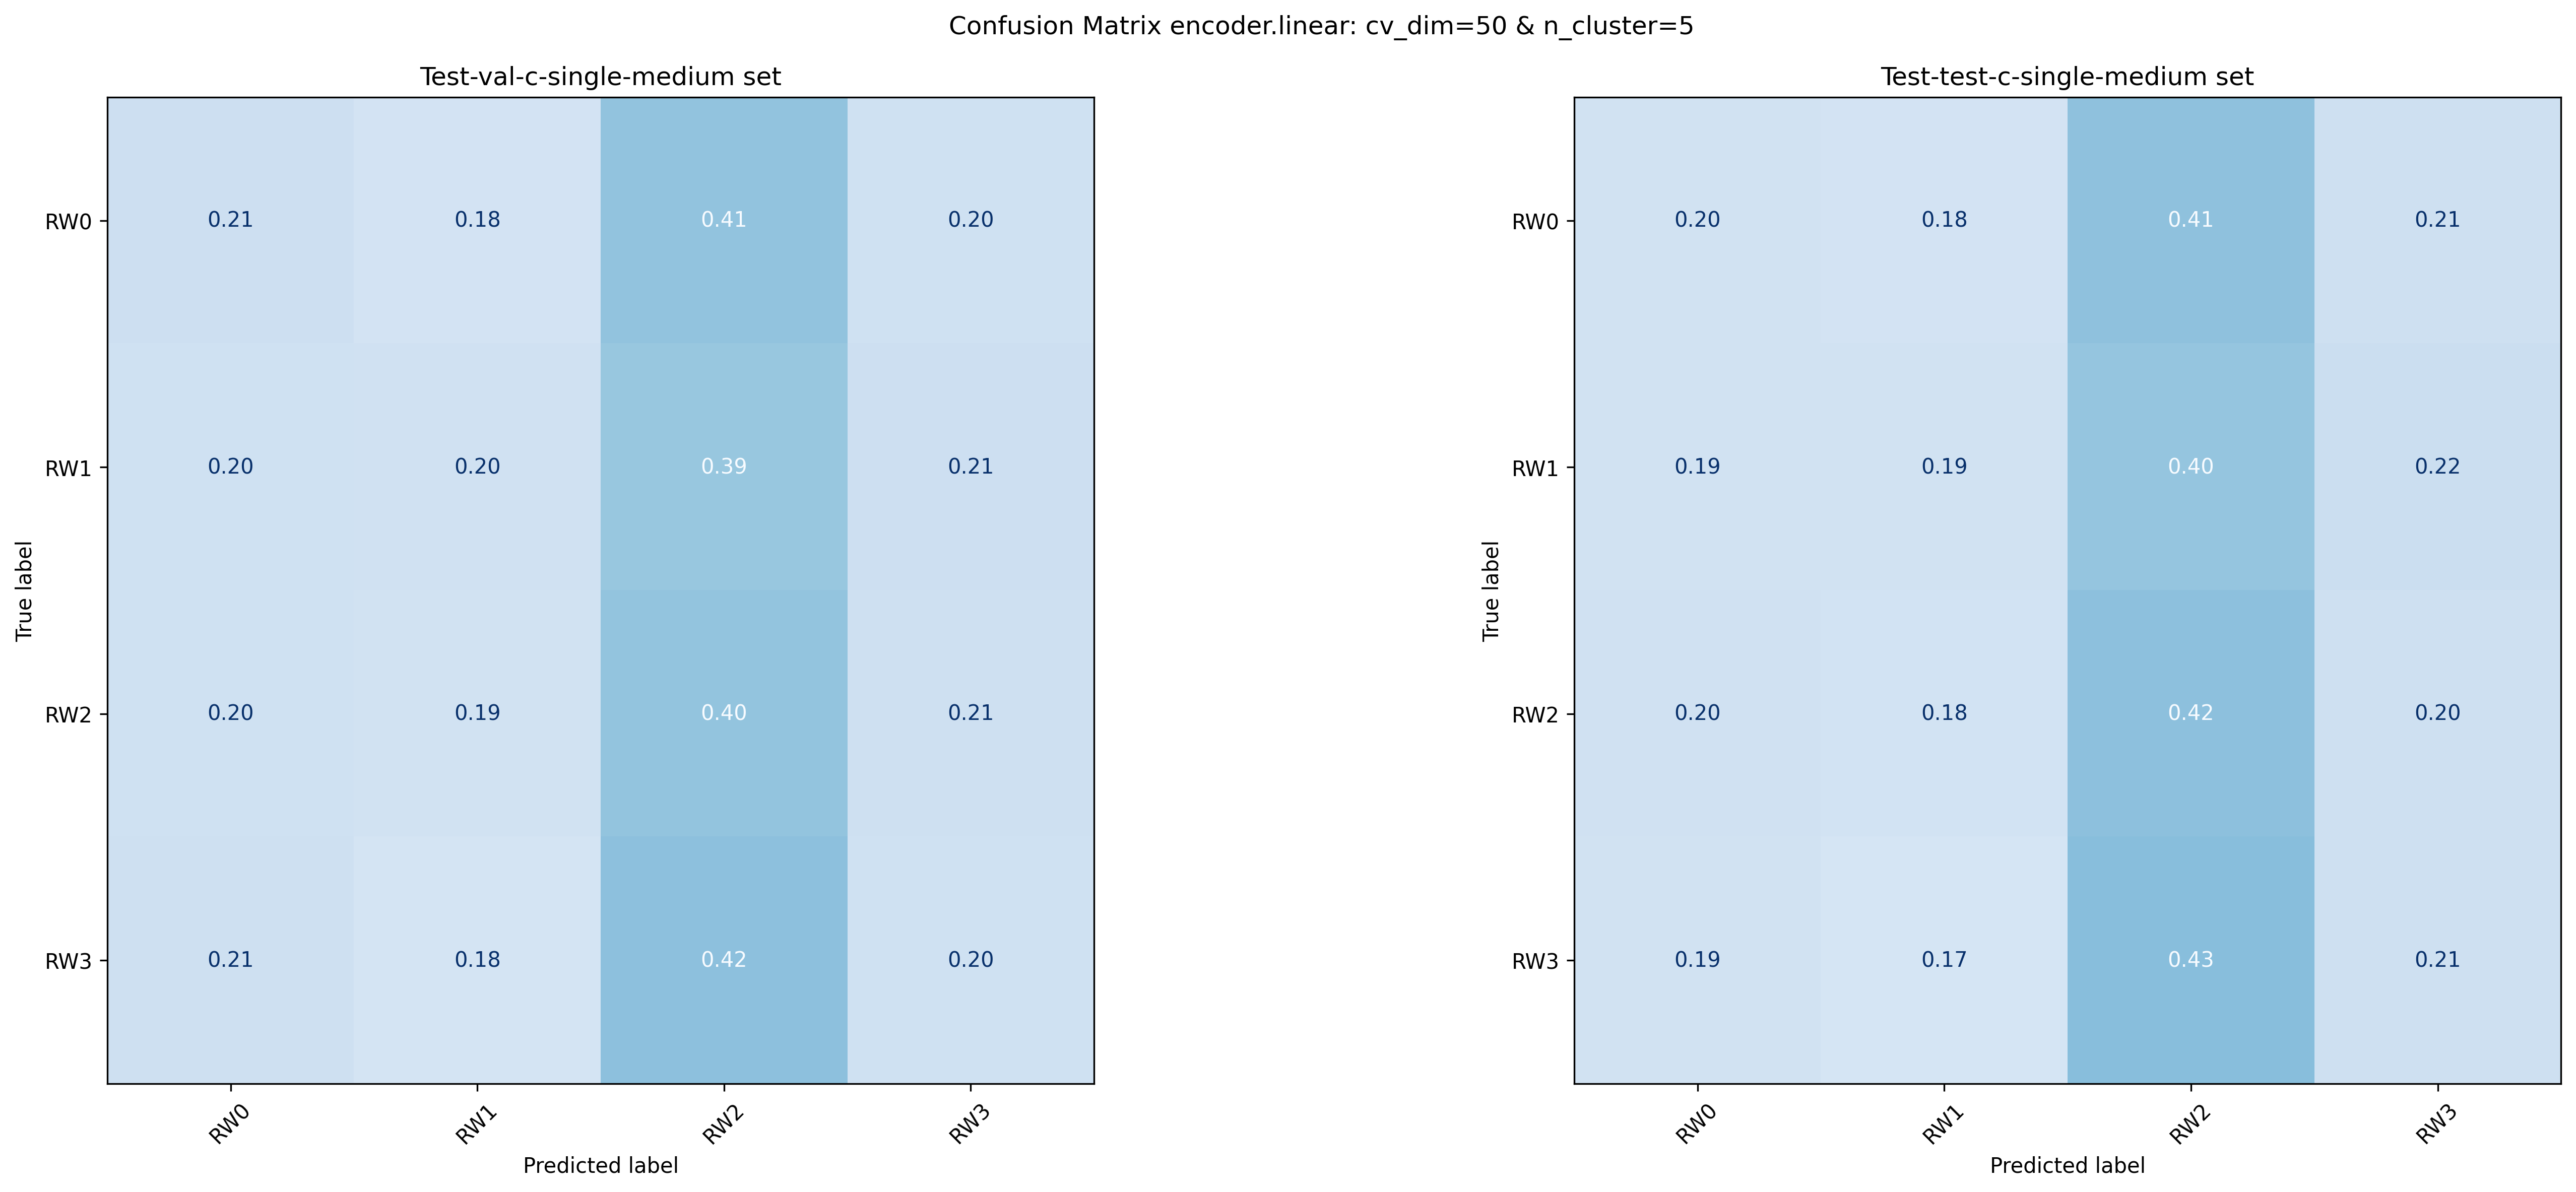 Confusion Matrix encoder.linear: cv_dim=50 & n_cluster=5
Test-val-c-single-medium set
True label
RW0 0.21 0.18 0.41 0.20
RW1 0.20 0.20 0.39 0.21
RW2 0.20 0.19 0.40 0.21
RW3 0.21 0.18 0.42 0.20
RW0 RW1 RW2 RW3
Predicted label
Test-test-c-single-medium set
True label
RW0 0.20 0.18 0.41 0.21
RW1 0.19 0.19 0.40 0.22
RW2 0.20 0.18 0.42 0.20
RW3 0.19 0.17 0.43 0.21
RW0 RW1 RW2 RW3
Predicted label